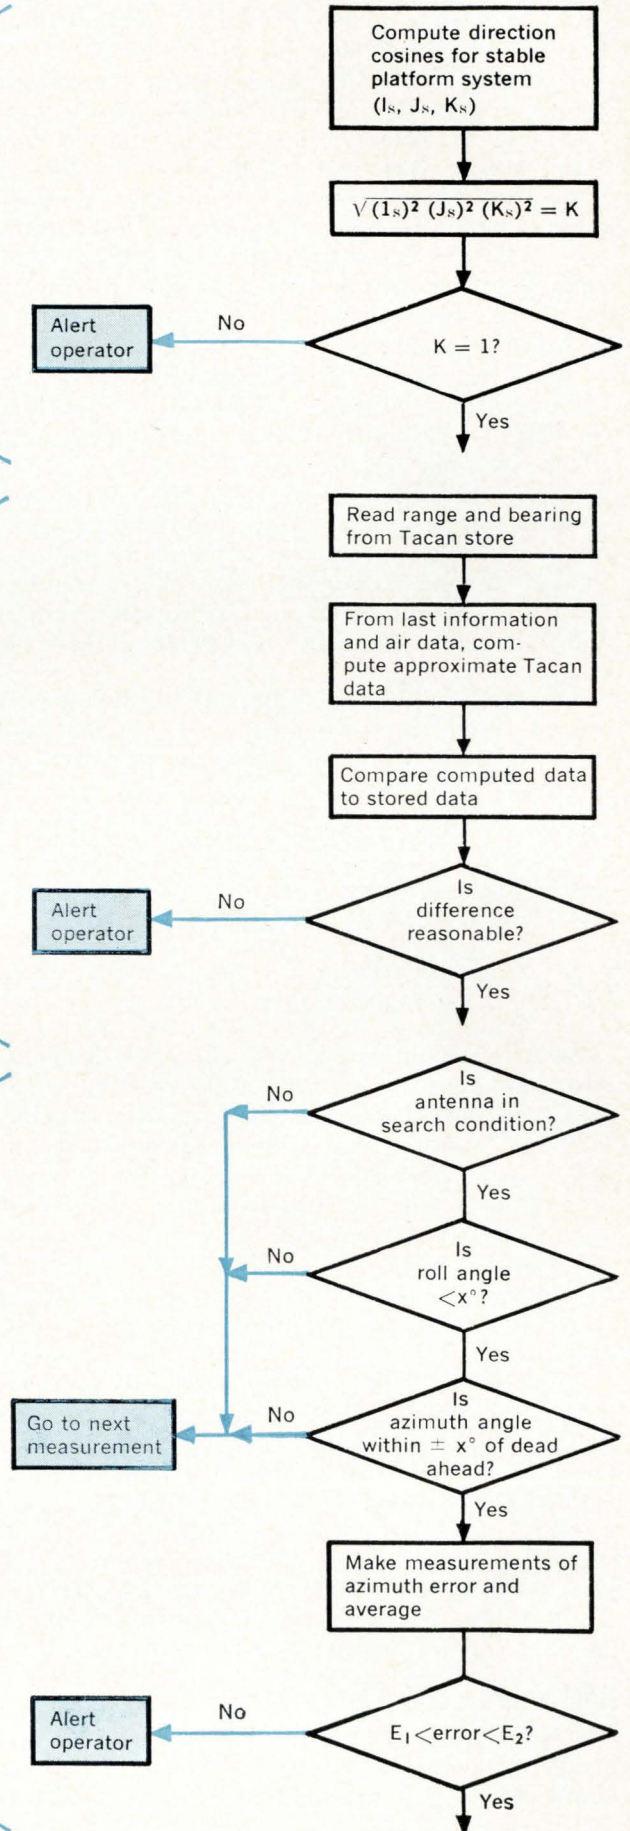 Compute direction
cosines for stable
platform system
(Is, Js, Ks)
√(1s)² (Js)² (Ks)² = K
Alert
operator
No
K = 1?
Yes
Read range and bearing
from Tacan store
From last information
and air data, com-
pute approximate Tacan
data
Compare computed data
to stored data
Alert
operator
No
Is
difference
reasonable?
Yes
No
Is
antenna in
search condition?
Yes
No
Is
roll angle
<x°?
Yes
Go to next
measurement
No
Is
azimuth angle
within ± x° of dead
ahead?
Yes
Make measurements of
azimuth error and
average
Alert
operator
No
E₁<error<E₂?
Yes